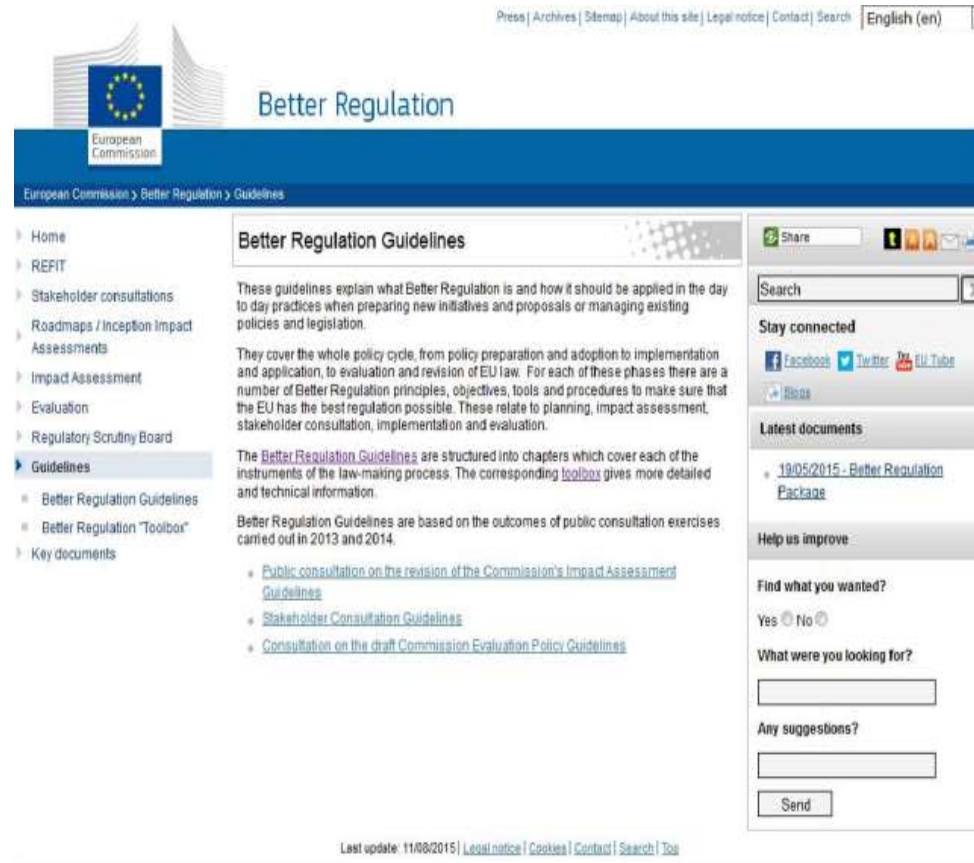 Press | Archives | Sitemap | About this site | Legal notice | Contact | Search
English (en)
European
Commission
Better Regulation
European Commission > Better Regulation > Guidelines
Home
REFIT
Stakeholder consultations
Roadmaps / Inception Impact
Assessments
Impact Assessment
Evaluation
Regulatory Scrutiny Board
Guidelines
Better Regulation Guidelines
Better Regulation "Toolbox"
Key documents
Better Regulation Guidelines
These guidelines explain what Better Regulation is and how it should be applied in the day
to day practices when preparing new initiatives and proposals or managing existing
policies and legislation.
They cover the whole policy cycle, from policy preparation and adoption to implementation
and application, to evaluation and revision of EU law. For each of these phases there are a
number of Better Regulation principles, objectives, tools and procedures to make sure that
the EU has the best regulation possible. These relate to planning, impact assessment,
stakeholder consultation, implementation and evaluation.
The Better Regulation Guidelines are structured into chapters which cover each of the
instruments of the law-making process. The corresponding toolbox gives more detailed
and technical information.
Better Regulation Guidelines are based on the outcomes of public consultation exercises
carried out in 2013 and 2014.
Public consultation on the revision of the Commission's Impact Assessment
Guidelines
Stakeholder Consultation Guidelines
Consultation on the draft Commission Evaluation Policy Guidelines
Share
t
Search
Stay connected
Facebook Twitter EU Tube
Blogs
Latest documents
19/05/2015 - Better Regulation
Package
Help us improve
Find what you wanted?
Yes No
What were you looking for?
Any suggestions?
Send
Last update: 11/08/2015 | Legal notice | Cookies | Contact | Search | Top